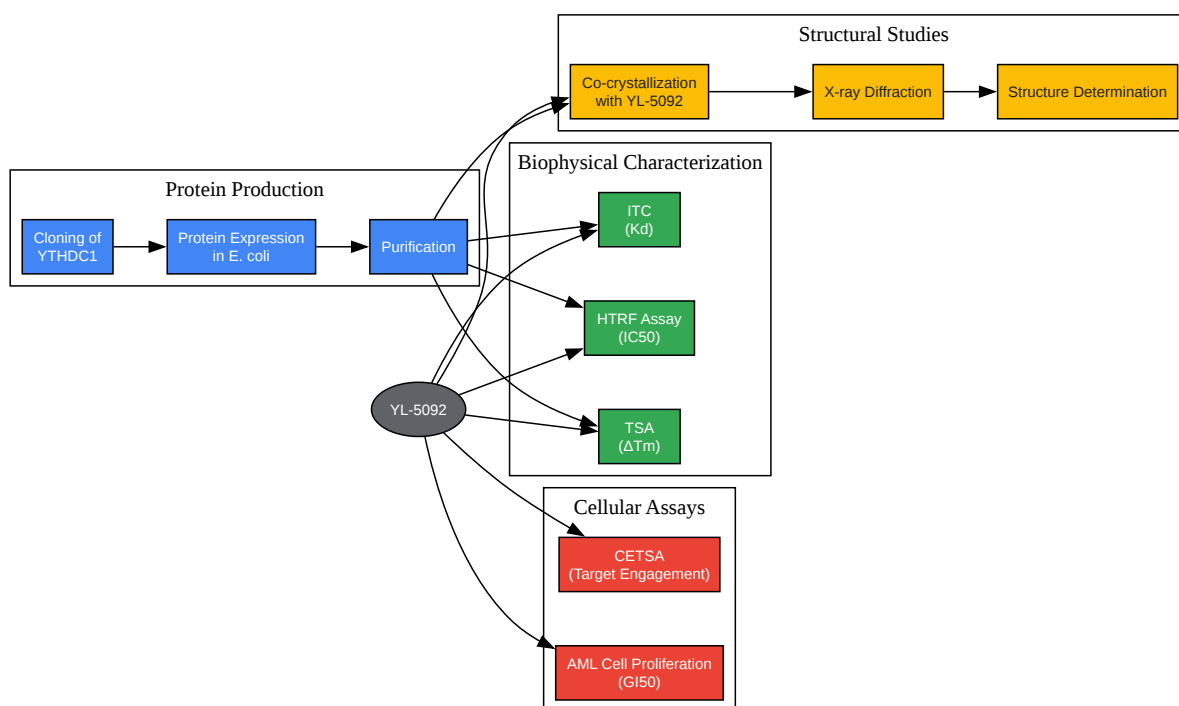 Structural Studies
Co-crystallization
with YL-5092
X-ray Diffraction
Structure Determination
Biophysical Characterization
Protein Production
ITC
(Kd)
Cloning of
YTHDC1
Protein Expression
in E. coli
Purification
HTRF Assay
(IC50)
YL-5092
TSA
(ΔTm)
Cellular Assays
CETSA
(Target Engagement)
AML Cell Proliferation
(GI50)